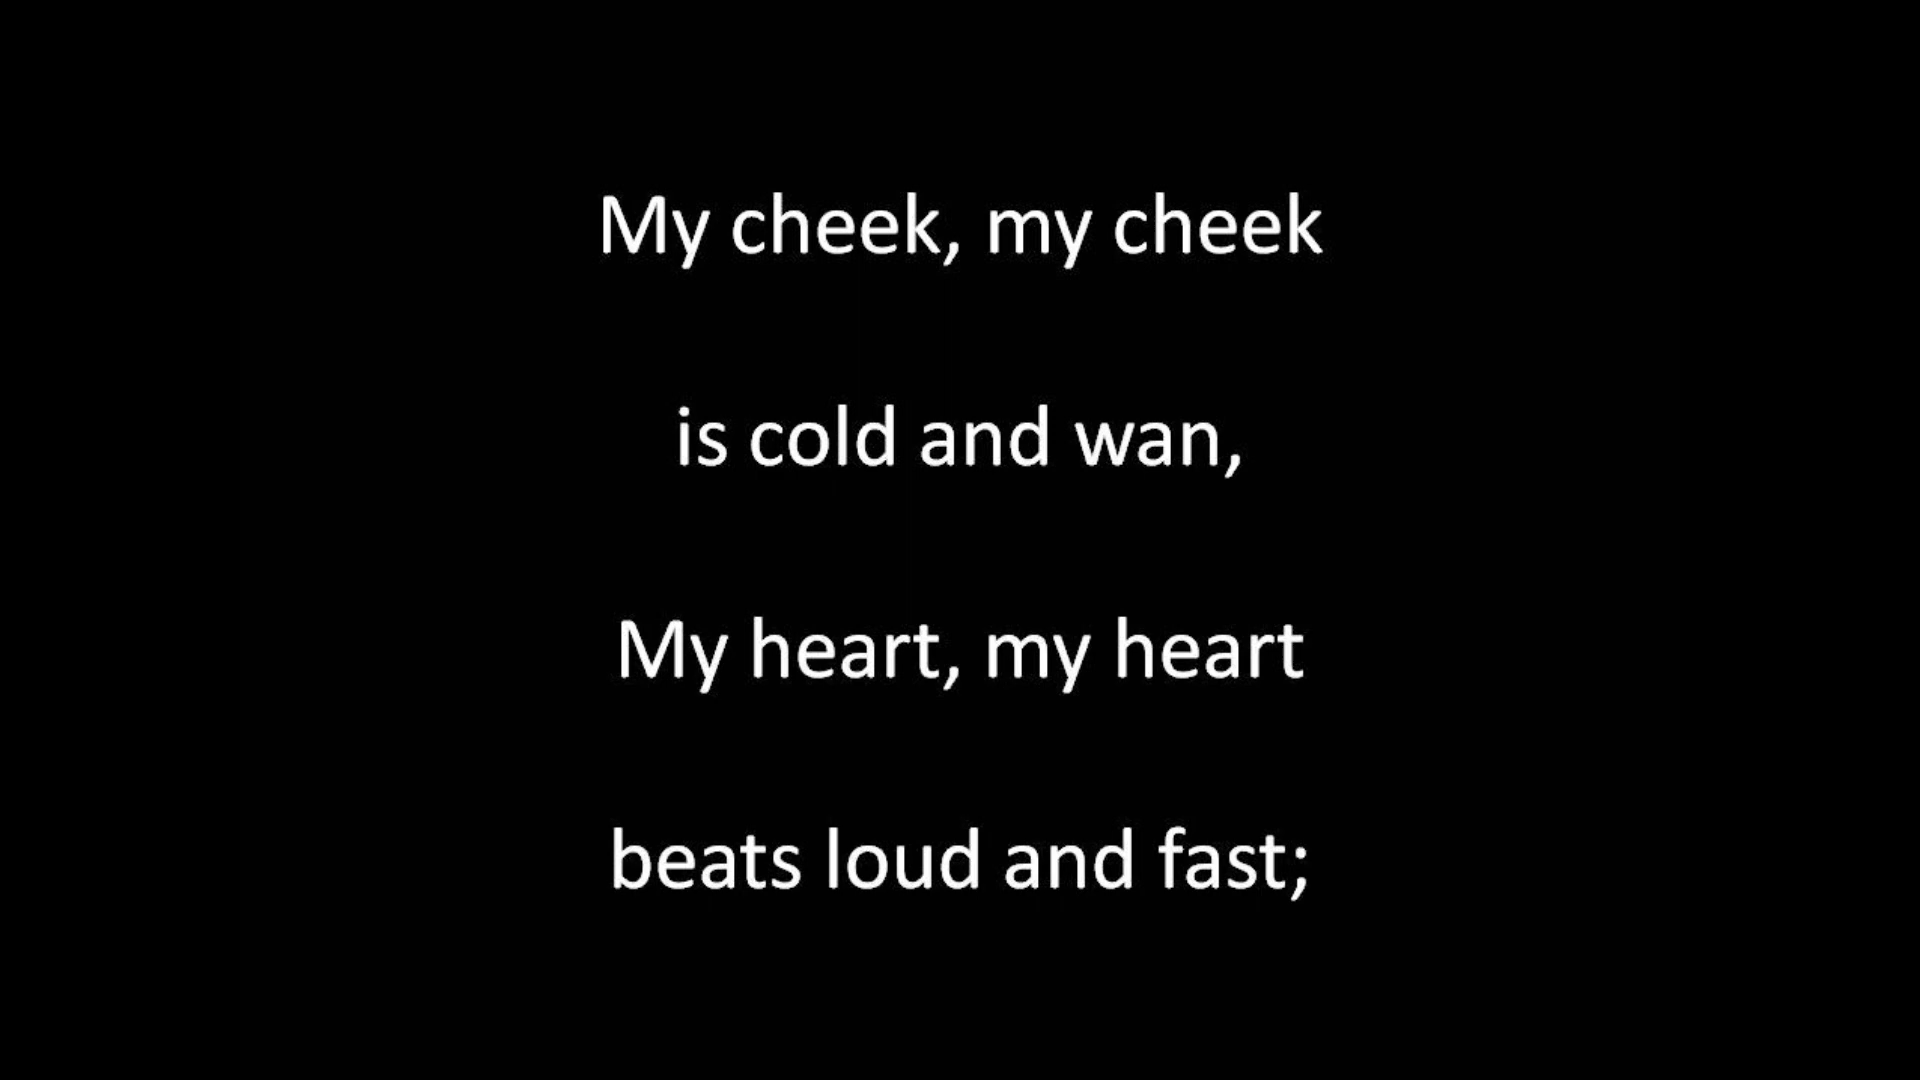 My cheek, my cheek
is cold and wan,
My heart, my heart
beats loud and fast;